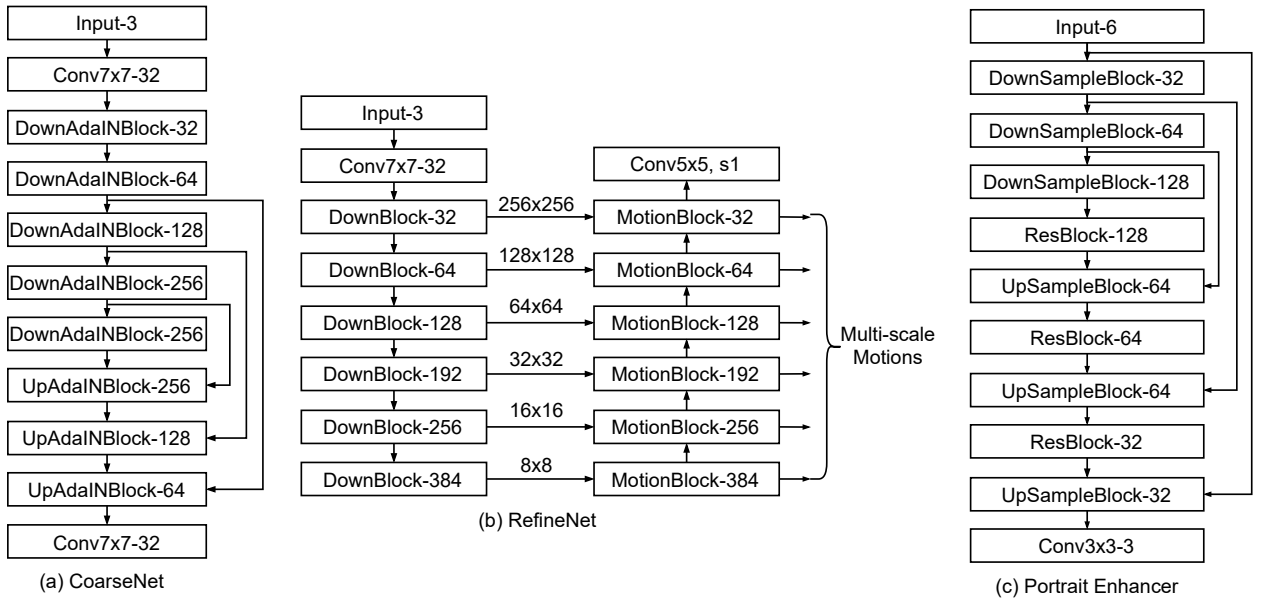 Input-3
Conv7x7-32
DownAdaINBlock-32
DownAdaINBlock-64
DownAdaINBlock-128
DownAdaINBlock-256
DownAdaINBlock-256
UpAdaINBlock-256
UpAdaINBlock-128
UpAdaINBlock-64
Conv7x7-32
(a) CoarseNet
Input-3
Conv7x7-32
DownBlock-32
DownBlock-64
DownBlock-128
DownBlock-192
DownBlock-256
DownBlock-384
256x256
128x128
64x64
32x32
16x16
8x8
Conv5x5, s1
MotionBlock-32
MotionBlock-64
MotionBlock-128
MotionBlock-192
MotionBlock-256
MotionBlock-384
Multi-scale
Motions
(b) RefineNet
Input-6
DownSampleBlock-32
DownSampleBlock-64
DownSampleBlock-128
ResBlock-128
UpSampleBlock-64
ResBlock-64
UpSampleBlock-64
ResBlock-32
UpSampleBlock-32
Conv3x3-3
(c) Portrait Enhancer